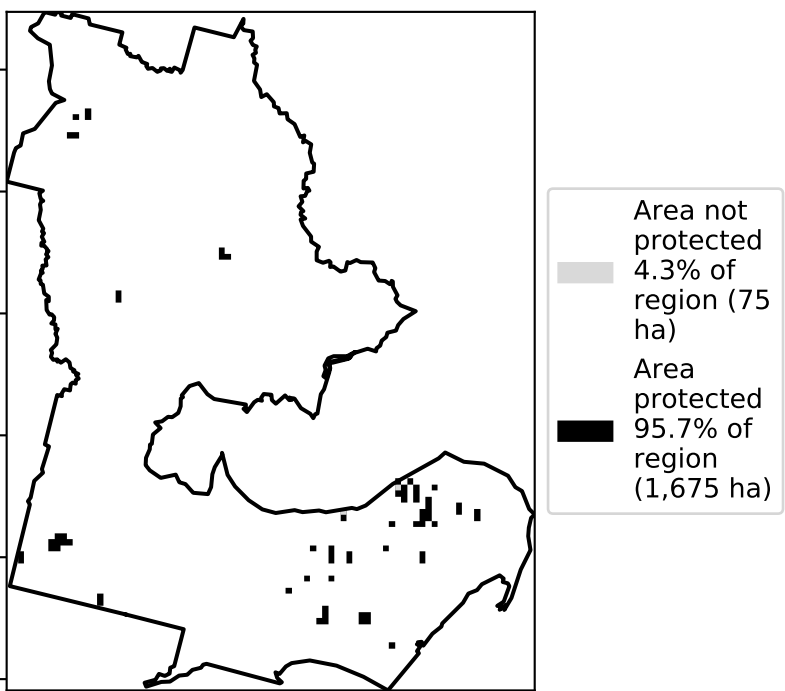 Area not
protected
4.3% of
region (75
ha)
Area
protected
95.7% of
region
(1,675 ha)